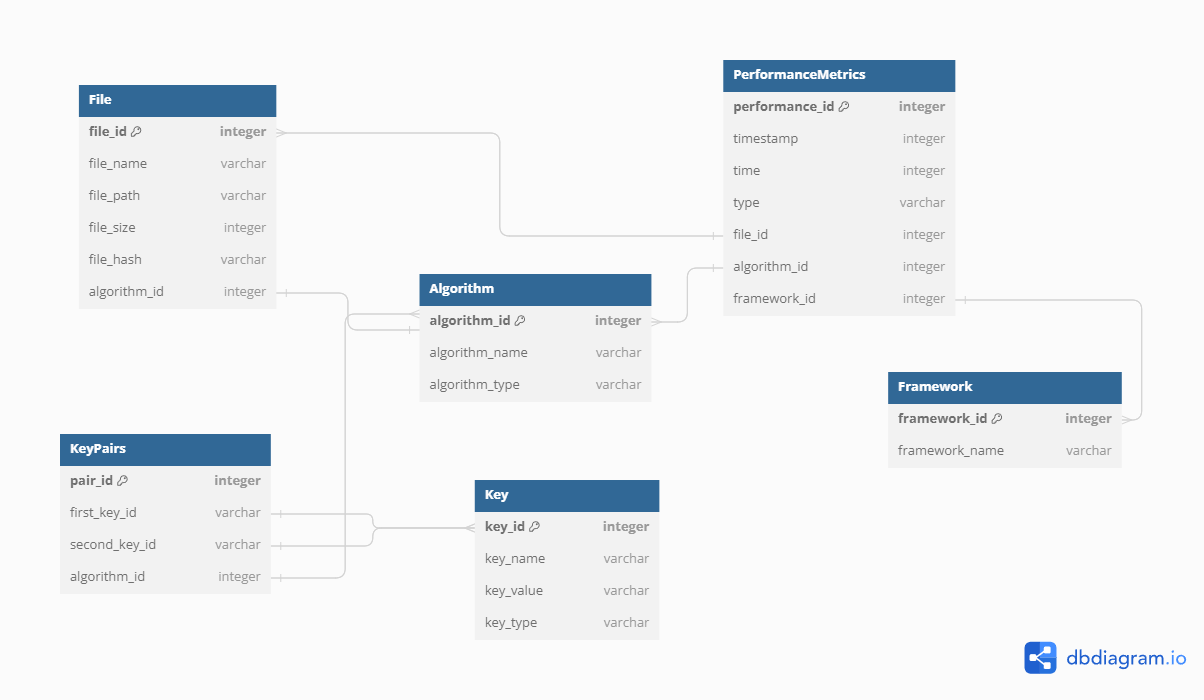 File
file_id integer
file_name varchar
file_path varchar
file_size integer
file_hash varchar
algorithm_id integer
PerformanceMetrics
performance_id integer
timestamp integer
time integer
type varchar
file_id integer
algorithm_id integer
framework_id integer
Algorithm
algorithm_id integer
algorithm_name varchar
algorithm_type varchar
Framework
framework_id integer
framework_name varchar
KeyPairs
pair_id integer
first_key_id varchar
second_key_id varchar
algorithm_id integer
Key
key_id integer
key_name varchar
key_value varchar
key_type varchar
dbdiagram.io